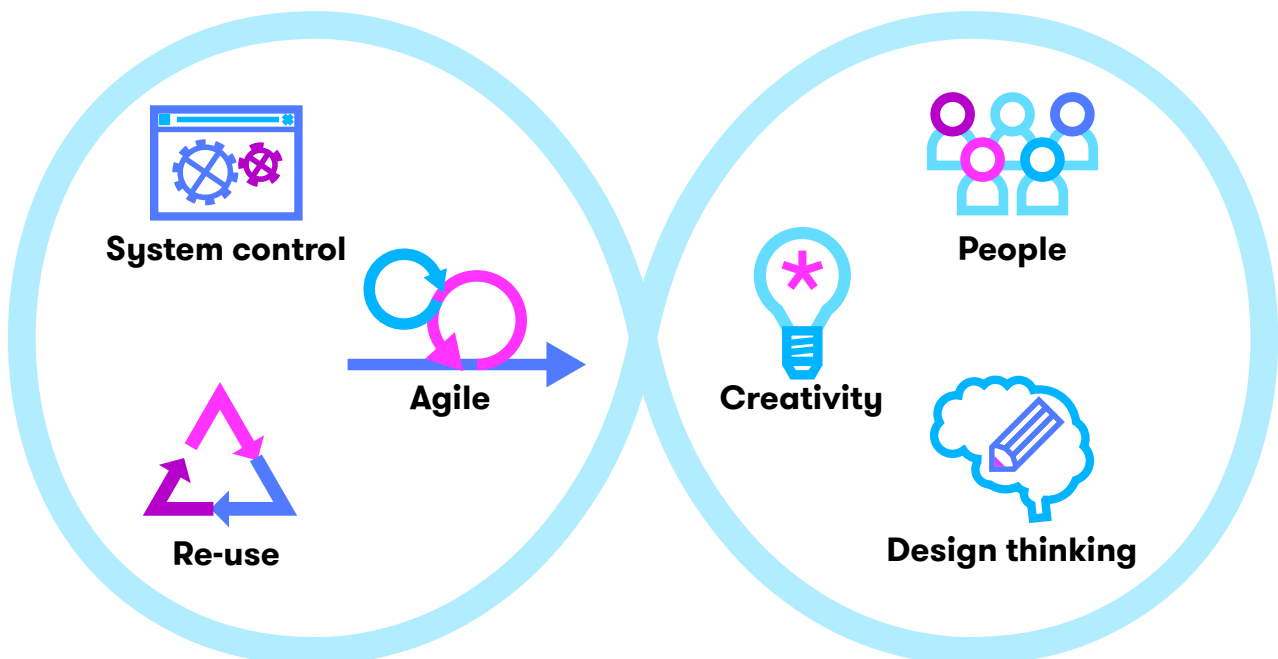 System control
Agile
Re-use
People
Creativity
Design thinking